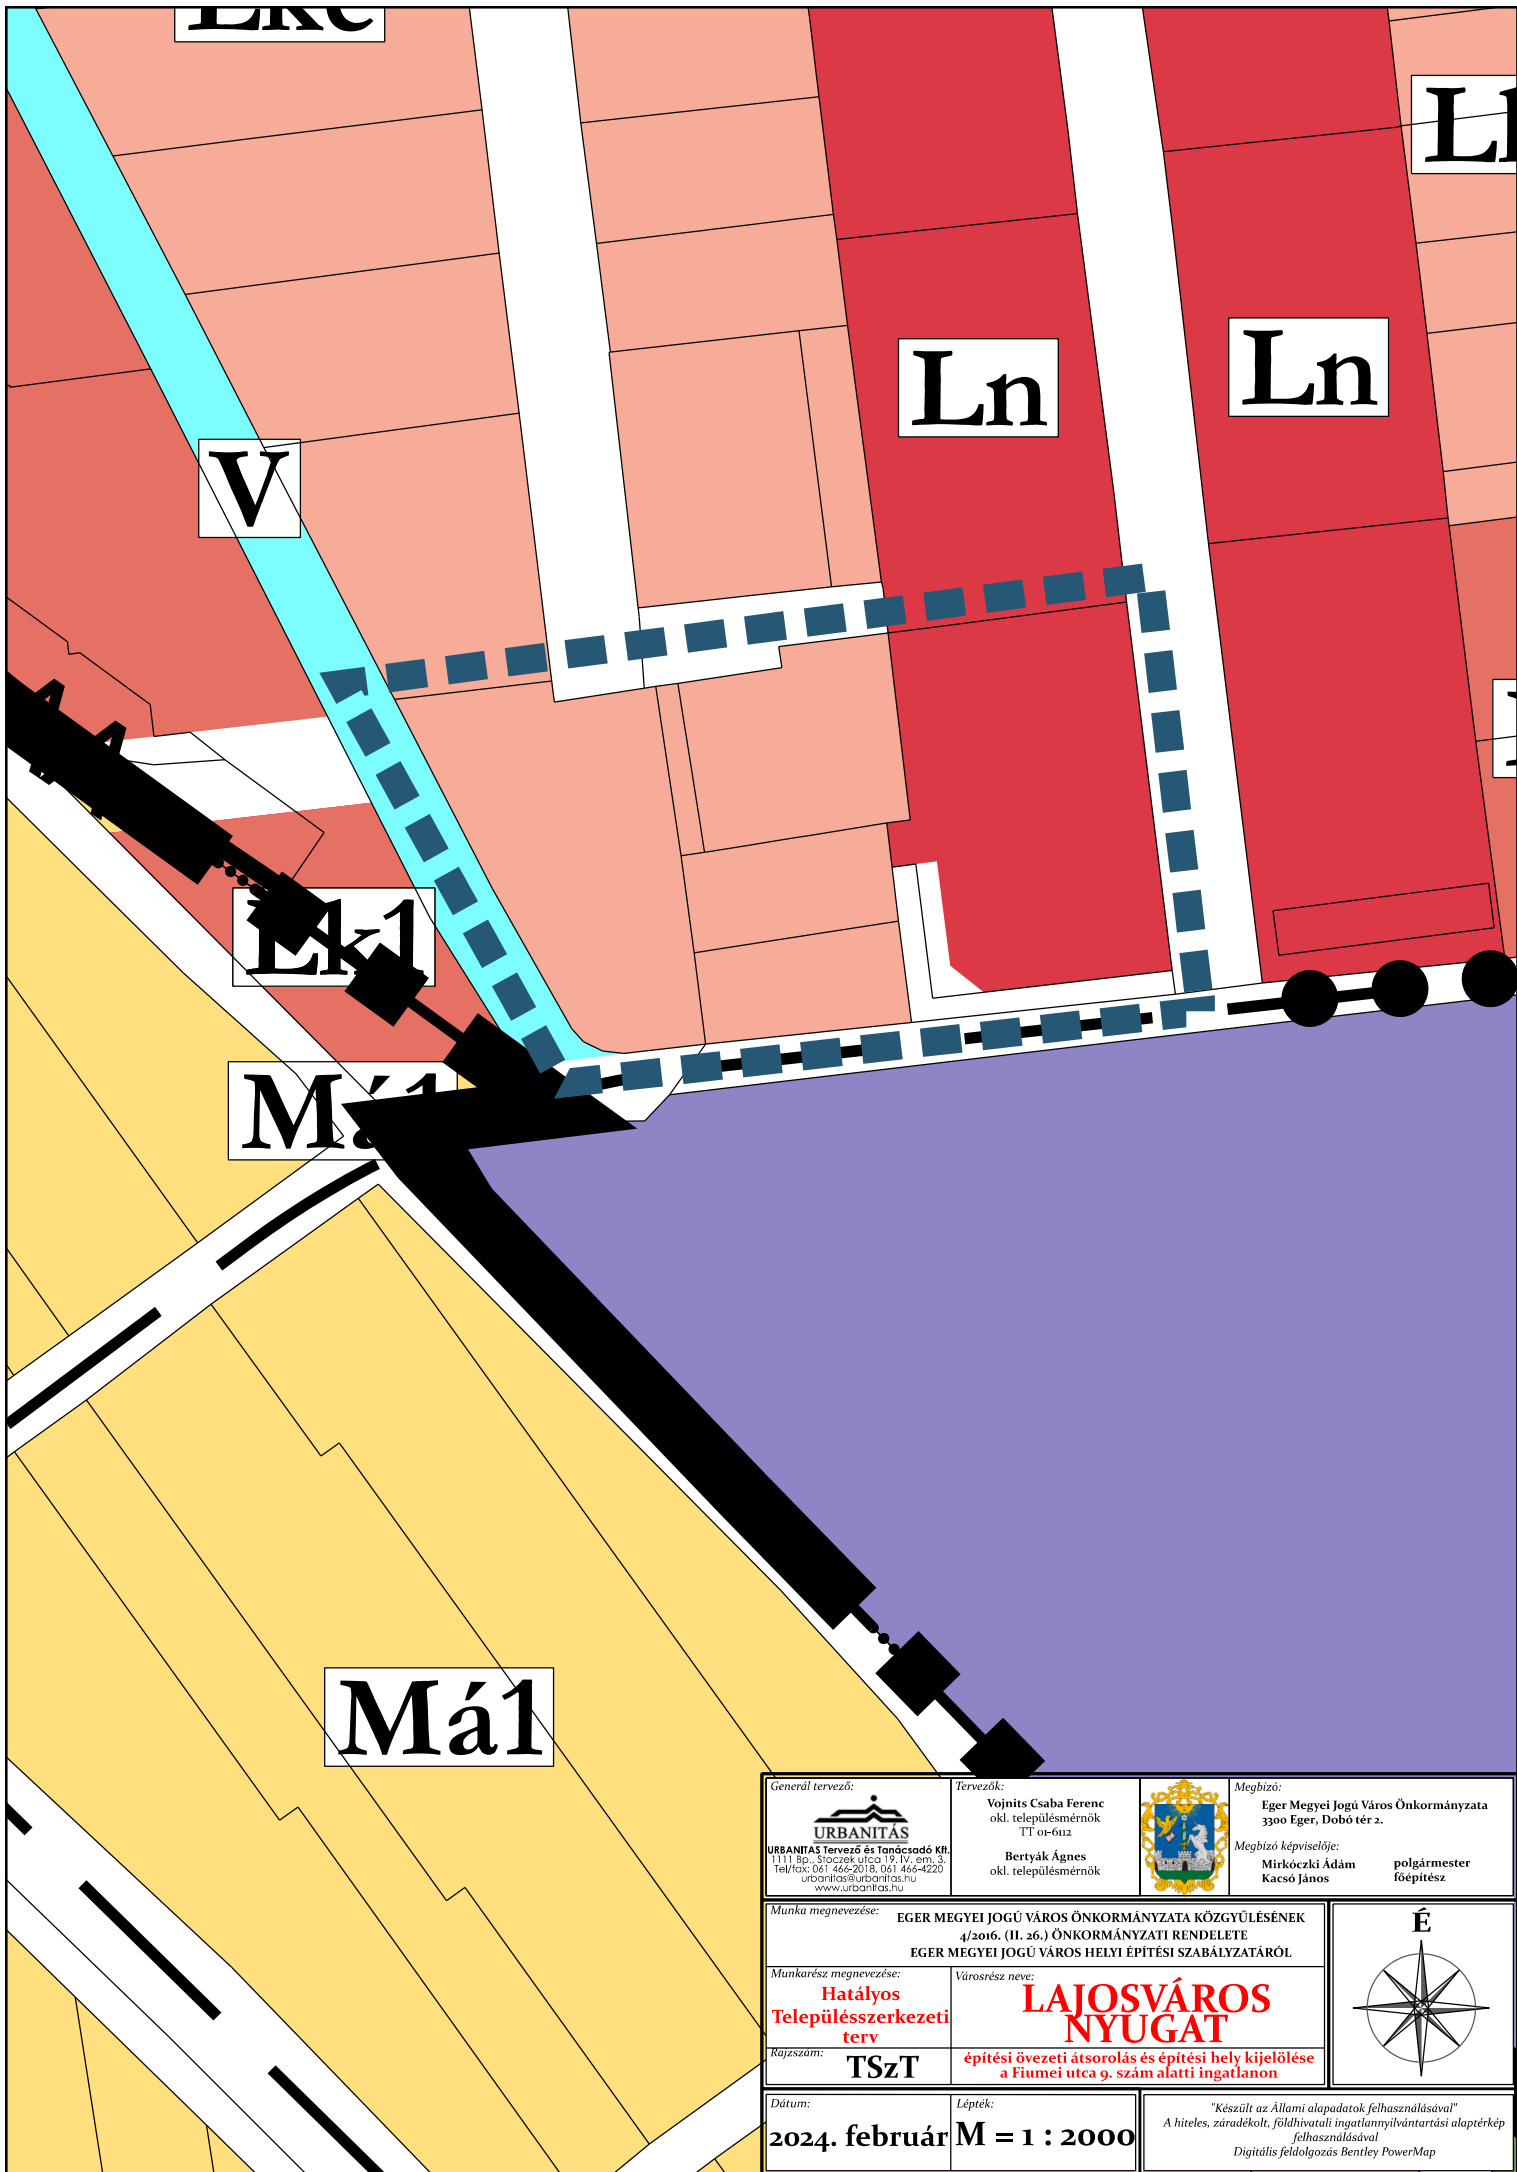 Ln
Ln
V
Lk1
Má1
Má1
Generál tervező:
URBANITÁS
URBANITAS Tervező és Tanácsadó Kft.
1111 Bp., Stoczek utca 19. IV. em. 3.
Tel/fax: 061 466-2018, 061 466-4220
urbanitas@urbanitas.hu
www.urbanitas.hu
Tervezők:
Vojnits Csaba Ferenc
okl. településmérnök
TT 01-6112
Bertyák Ágnes
okl. településmérnök
Megbízó:
Eger Megyei Jogú Város Önkormányzata
3300 Eger, Dobó tér 2.
Megbízó képviselője:
Mirkóczki Ádám polgármester
Kacsó János főépítész
Munka megnevezése:
EGER MEGYEI JOGÚ VÁROS ÖNKORMÁNYZATA KÖZGYŰLÉSÉNEK
4/2016. (II. 26.) ÖNKORMÁNYZATI RENDELETE
EGER MEGYEI JOGÚ VÁROS HELYI ÉPÍTÉSI SZABÁLYZATÁRÓL
Munkarész megnevezése:
Hatályos
Településszerkezeti
terv
Városrész neve:
LAJOSVÁROS
NYUGAT
Rajzszám:
TSzT
építési övezeti átsorolás és építési hely kijelölése
a Fiumei utca 9. szám alatti ingatlanon
É
Dátum:
2024. február
Lépték:
M = 1 : 2000
"Készült az Állami alapadatok felhasználásával"
A hiteles, záradékolt, földhivatali ingatlannyilvántartási alaptérkép
felhasználásával
Digitális feldolgozás Bentley PowerMap